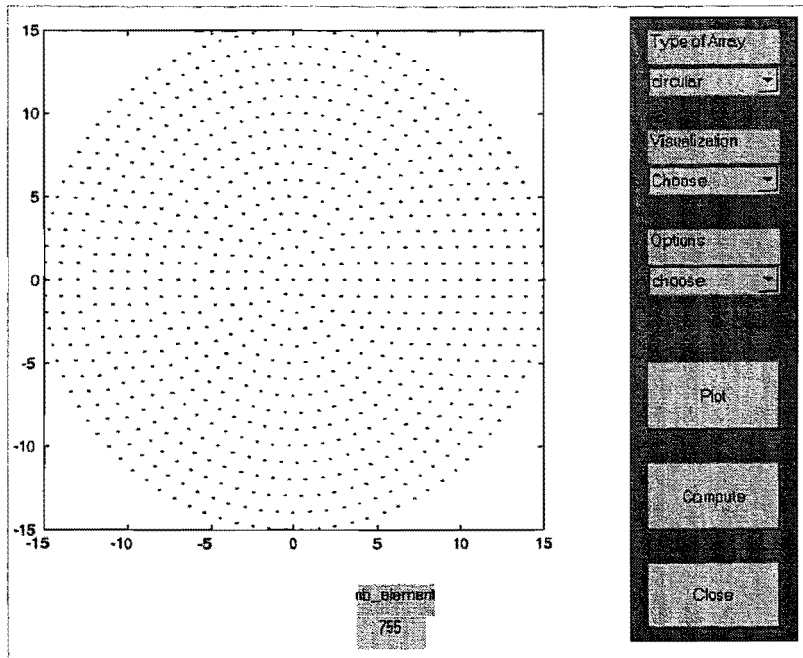 15
10
5
0
-5
-10
-15
-15
-10
-5
0
5
10
15
nb_element
755
Type of Array
circular
Visualization
Choose
Options
choose
Plot
Compute
Close